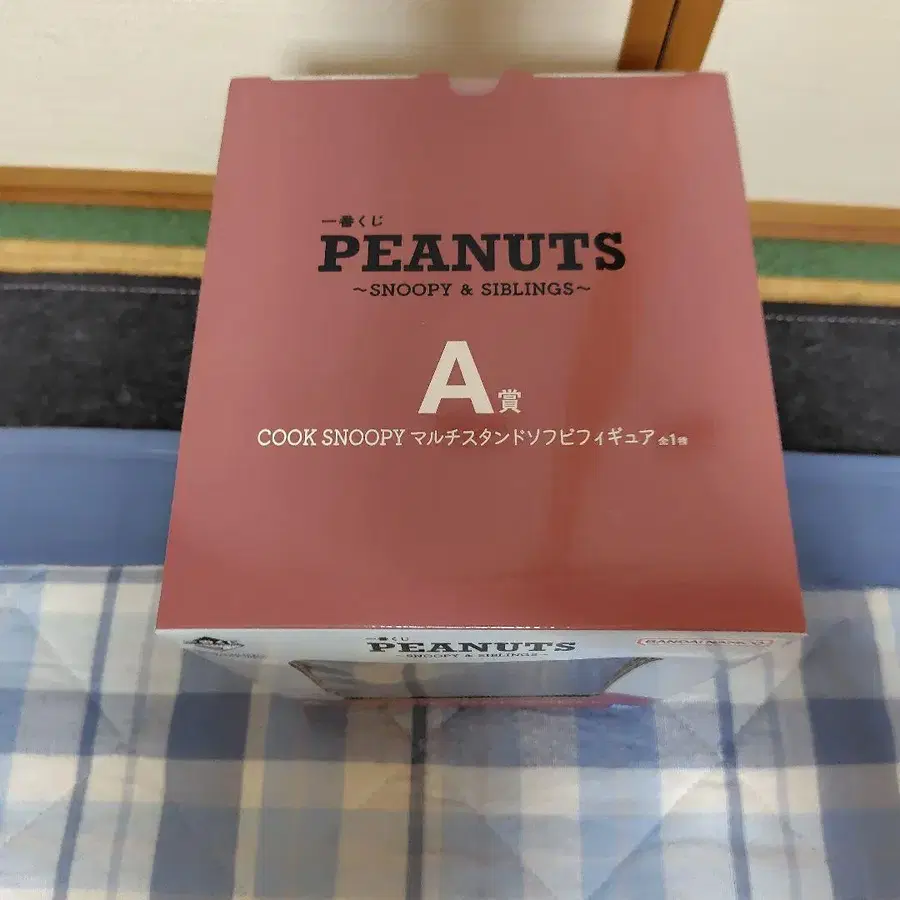 一番くじ
PEANUTS
～SNOOPY & SIBLINGS～
A賞
COOK SNOOPY マルチスタンドソフビフィギュア 全1種
一番くじ
PEANUTS
～SNOOPY & SIBLINGS～
BANDAI NAMCO